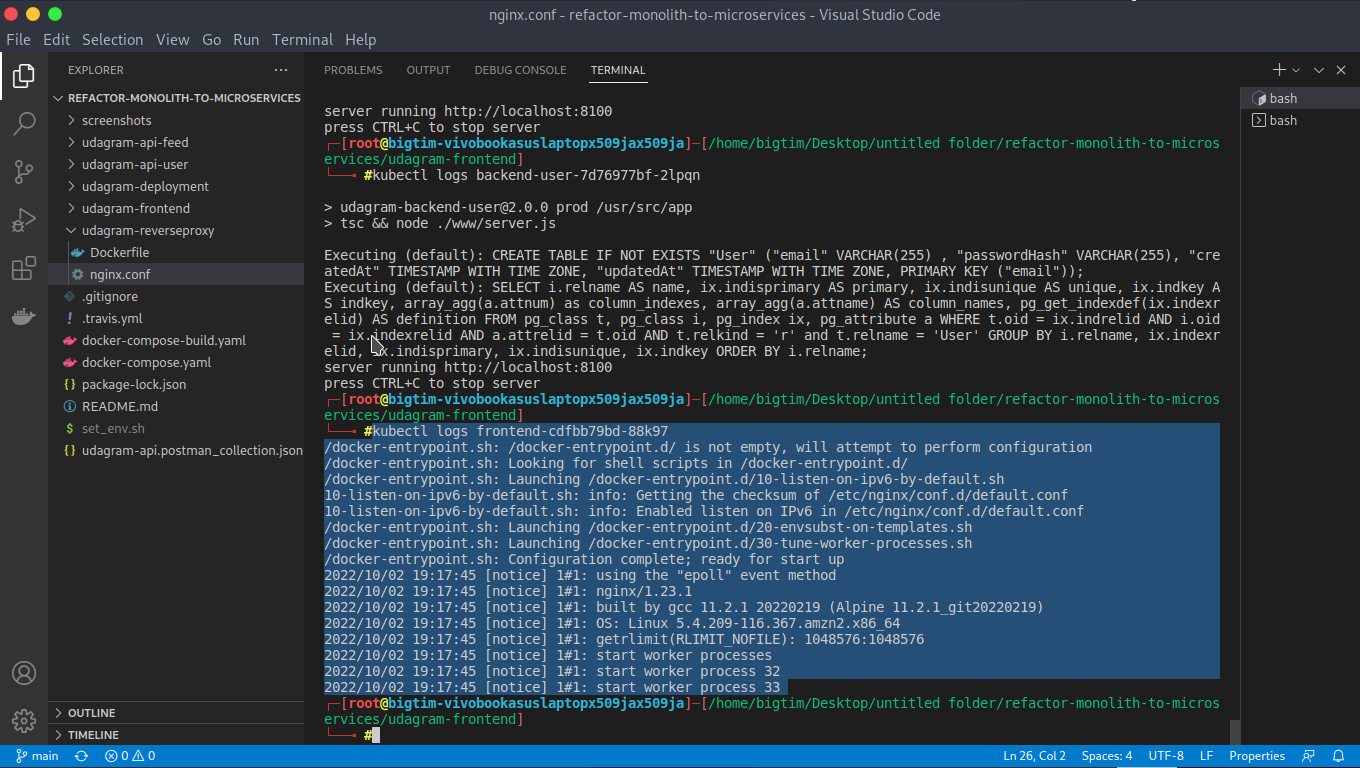 nginx.conf - refactor-monolith-to-microservices - Visual Studio Code
File Edit Selection View Go Run Terminal Help
EXPLORER
REFACTOR-MONOLITH-TO-MICROSERVICES
screenshots
udagram-api-feed
udagram-api-user
udagram-deployment
udagram-frontend
udagram-reverseproxy
Dockerfile
nginx.conf
.gitignore
.travis.yml
docker-compose-build.yaml
docker-compose.yaml
package-lock.json
README.md
set_env.sh
udagram-api.postman_collection.json
OUTLINE
TIMELINE
PROBLEMS OUTPUT DEBUG CONSOLE TERMINAL
server running http://localhost:8100
press CTRL+C to stop server
┌─[root@bigtim-vivobookasuslaptopx509jax509ja]─[/home/bigtim/Desktop/untitled folder/refactor-monolith-to-micros
ervices/udagram-frontend]
└──╼ #kubectl logs backend-user-7d76977bf-2lpqn
> udagram-backend-user@2.0.0 prod /usr/src/app
> tsc && node ./www/server.js
Executing (default): CREATE TABLE IF NOT EXISTS "User" ("email" VARCHAR(255) , "passwordHash" VARCHAR(255), "cre
atedAt" TIMESTAMP WITH TIME ZONE, "updatedAt" TIMESTAMP WITH TIME ZONE, PRIMARY KEY ("email"));
Executing (default): SELECT i.relname AS name, ix.indisprimary AS primary, ix.indisunique AS unique, ix.indkey A
S indkey, array_agg(a.attnum) as column_indexes, array_agg(a.attname) AS column_names, pg_get_indexdef(ix.indexr
elid) AS definition FROM pg_class t, pg_class i, pg_index ix, pg_attribute a WHERE t.oid = ix.indrelid AND i.oid
= ix.indexrelid AND a.attrelid = t.oid AND t.relkind = 'r' and t.relname = 'User' GROUP BY i.relname, ix.indexr
elid, ix.indisprimary, ix.indisunique, ix.indkey ORDER BY i.relname;
server running http://localhost:8100
press CTRL+C to stop server
┌─[root@bigtim-vivobookasuslaptopx509jax509ja]─[/home/bigtim/Desktop/untitled folder/refactor-monolith-to-micros
ervices/udagram-frontend]
└──╼ #kubectl logs frontend-cdfbb79bd-88k97
/docker-entrypoint.sh: /docker-entrypoint.d/ is not empty, will attempt to perform configuration
/docker-entrypoint.sh: Looking for shell scripts in /docker-entrypoint.d/
/docker-entrypoint.sh: Launching /docker-entrypoint.d/10-listen-on-ipv6-by-default.sh
10-listen-on-ipv6-by-default.sh: info: Getting the checksum of /etc/nginx/conf.d/default.conf
10-listen-on-ipv6-by-default.sh: info: Enabled listen on IPv6 in /etc/nginx/conf.d/default.conf
/docker-entrypoint.sh: Launching /docker-entrypoint.d/20-envsubst-on-templates.sh
/docker-entrypoint.sh: Launching /docker-entrypoint.d/30-tune-worker-processes.sh
/docker-entrypoint.sh: Configuration complete; ready for start up
2022/10/02 19:17:45 [notice] 1#1: using the "epoll" event method
2022/10/02 19:17:45 [notice] 1#1: nginx/1.23.1
2022/10/02 19:17:45 [notice] 1#1: built by gcc 11.2.1 20220219 (Alpine 11.2.1_git20220219)
2022/10/02 19:17:45 [notice] 1#1: OS: Linux 5.4.209-116.367.amzn2.x86_64
2022/10/02 19:17:45 [notice] 1#1: getrlimit(RLIMIT_NOFILE): 1048576:1048576
2022/10/02 19:17:45 [notice] 1#1: start worker processes
2022/10/02 19:17:45 [notice] 1#1: start worker process 32
2022/10/02 19:17:45 [notice] 1#1: start worker process 33
┌─[root@bigtim-vivobookasuslaptopx509jax509ja]─[/home/bigtim/Desktop/untitled folder/refactor-monolith-to-micros
ervices/udagram-frontend]
└──╼ #
bash
bash
main 0 0 Ln 26, Col 2 Spaces: 4 UTF-8 LF Properties